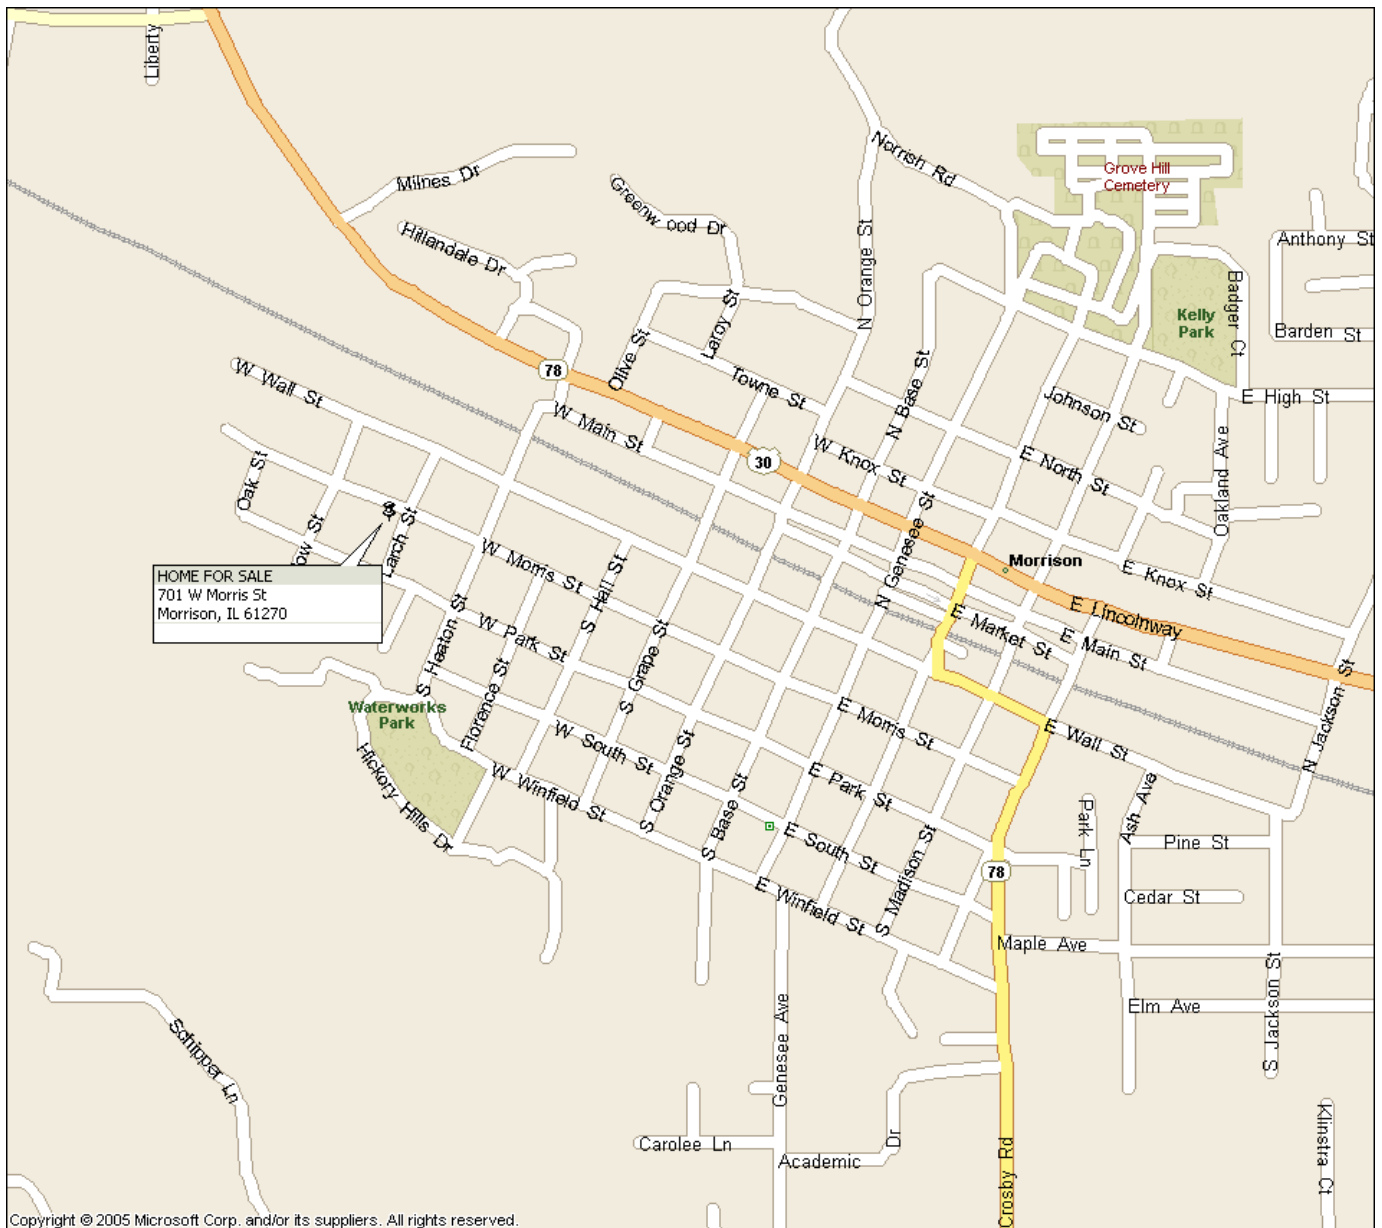 Liberty
Milnes Dr
Norrish Rd
Grove Hill
Cemetery
Greenw ood Dr
Hillandale Dr
N Orange St
Anthony St
Badger Ct
Kelly
Park
Barden St
Leroy St
Olive St
78
Towne St
N Base St
Johnson St
E High St
W Wall St
W Main St
W Knox St
E North St
Oakland Ave
30
Oak St
N Genesee St
Larch St
low St
W Morris St
S Hall St
Morrison
E Knox St
HOME FOR SALE
701 W Morris St
Morrison, IL 61270
E Lincolnway
E Market St
E Main St
S Heaton St
W Park St
S Grape St
N Jackson St
Florence St
Waterworks
Park
E Morris St
E Wall St
W South St
S Orange St
Hickory Hills Dr
W Winfield St
S Base St
E Park St
Ash Ave
Park Ln
E South St
Pine St
S Madison St
78
E Winfield St
Cedar St
Maple Ave
Elm Ave
S Jackson St
Schipper Ln
Genesee Ave
Carolee Ln
Academic Dr
Crosby Rd
Klinstra Ct
Copyright © 2005 Microsoft Corp. and/or its suppliers. All rights reserved.